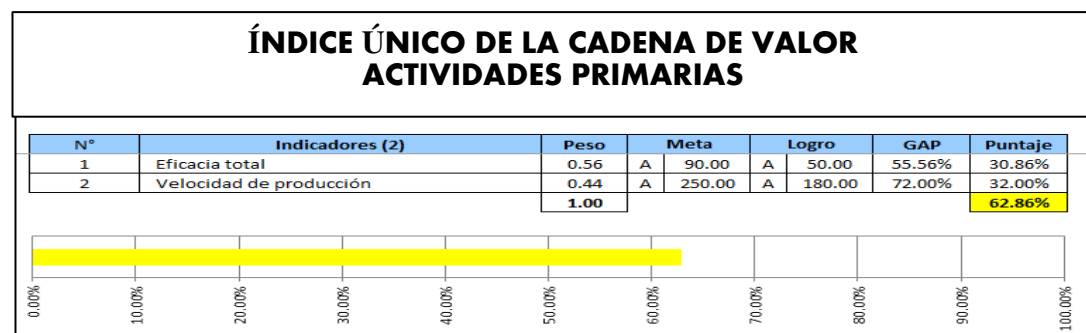 ÍNDICE ÚNICO DE LA CADENA DE VALOR
ACTIVIDADES PRIMARIAS
N° Indicadores (2) Peso Meta Logro GAP Puntaje
1 Eficacia total 0.56 A 90.00 A 50.00 55.56% 30.86%
2 Velocidad de producción 0.44 A 250.00 A 180.00 72.00% 32.00%
1.00 62.86%
0.00% 10.00% 20.00% 30.00% 40.00% 50.00% 60.00% 70.00% 80.00% 90.00% 100.00%